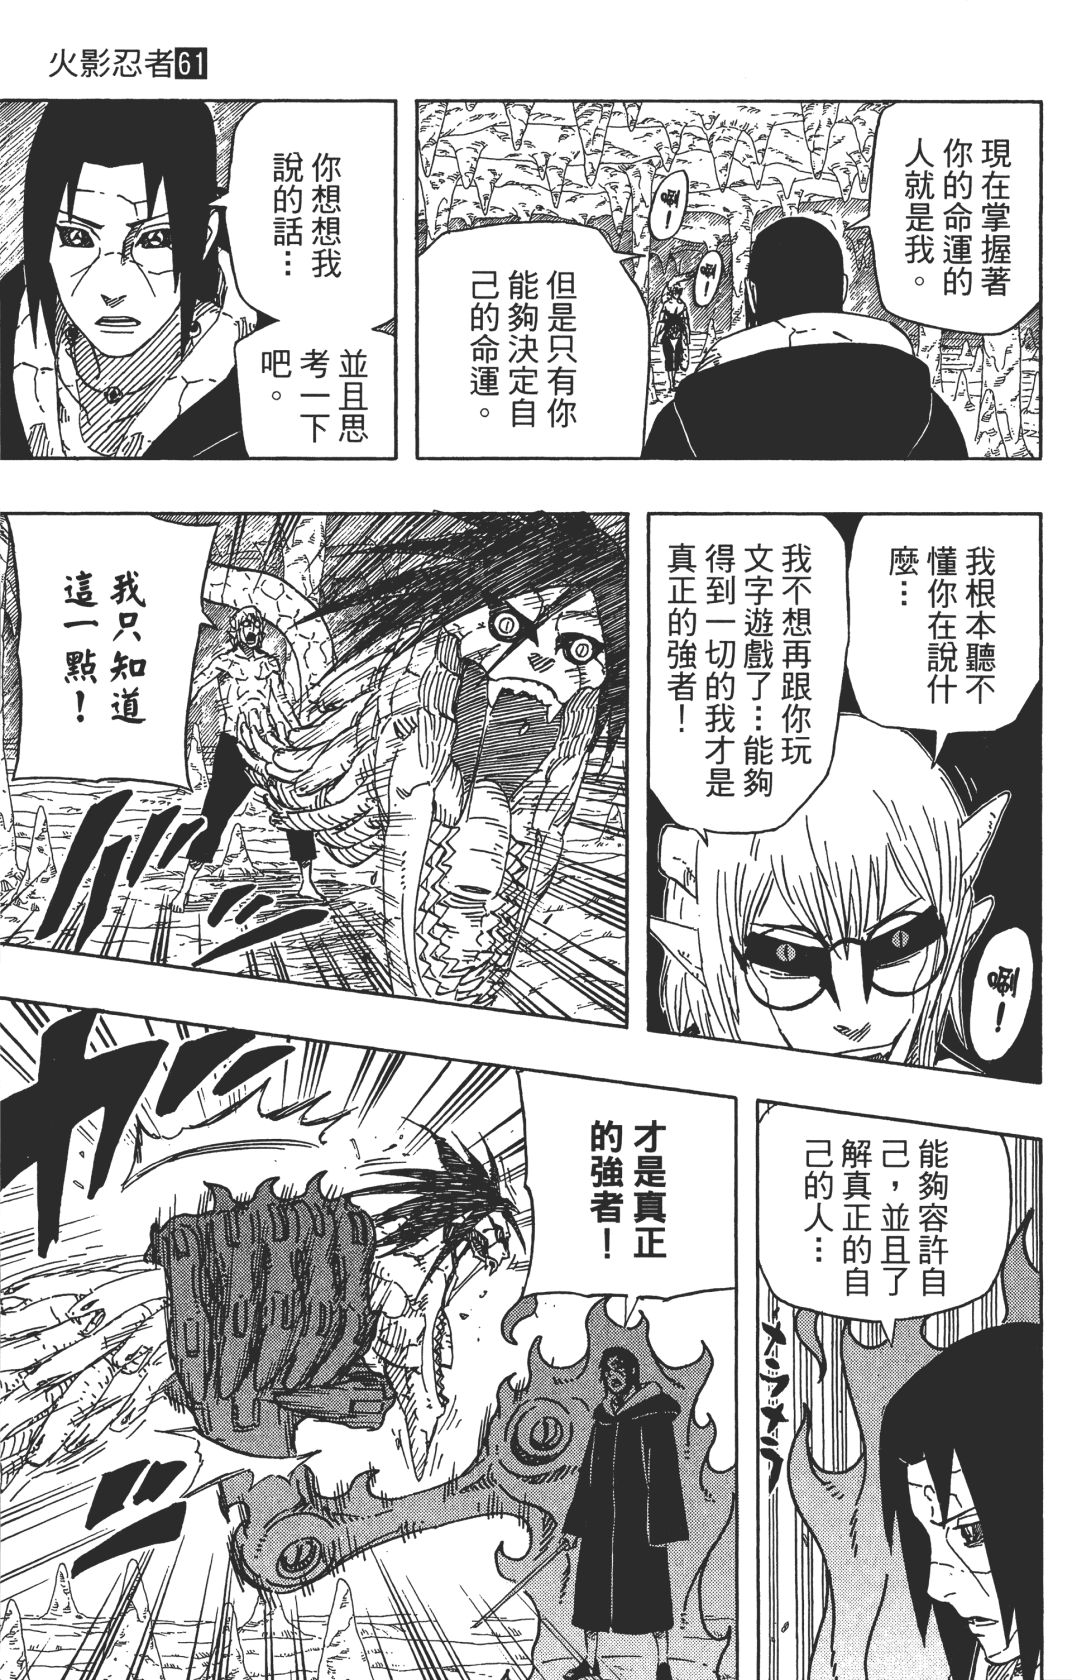 火影忍者61
現在掌握著
你的命運的
人就是我。
但是只有你
能夠決定自
己的命運。
你想想我
說的話…
並且思
考一下
吧。
我根本聽不
懂你在說什
麼…
我不想再跟你玩
文字遊戲了…能夠
得到一切的我才是
真正的強者！
我只知道
這一點！
能夠容許自
己，並且了
解真正的自
己的人…
才是真正
的強者！